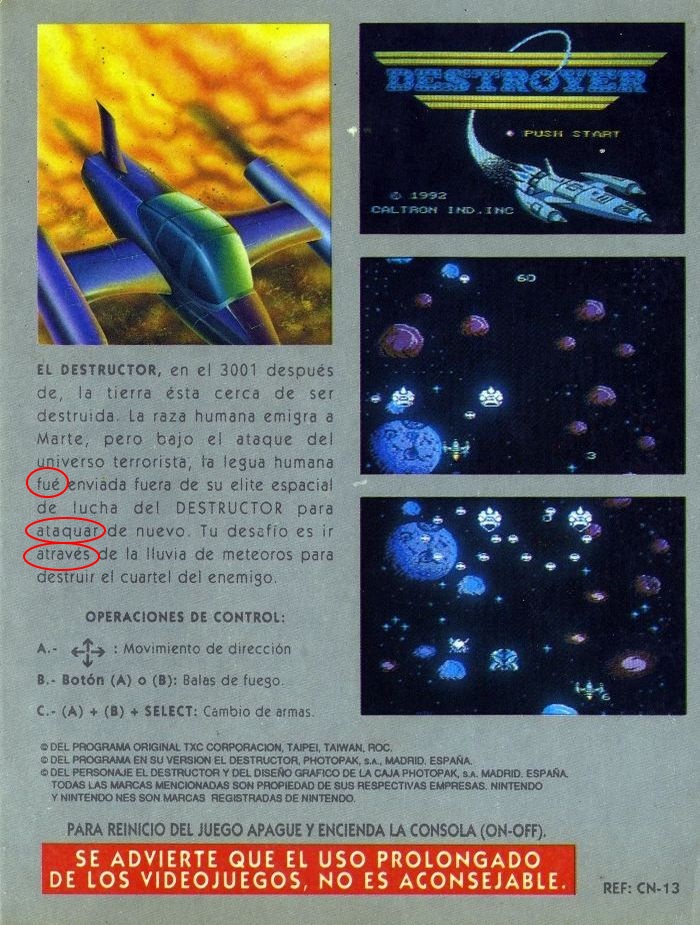 DESTROYER
PUSH START
© 1992
CALTRON IND.INC
60
3
6
EL DESTRUCTOR, en el 3001 después
de, la tierra ésta cerca de ser
destruida. La raza humana emigra a
Marte, pero bajo el ataque del
universo terrorista, la legua humana
fué enviada fuera de su elite espacial
de lucha del DESTRUCTOR para
ataquar de nuevo. Tu desafío es ir
através de la lluvia de meteoros para
destruir el cuartel del enemigo.
OPERACIONES DE CONTROL:
A.- : Movimiento de dirección
B.- Botón (A) o (B): Balas de fuego.
C.- (A) + (B) + SELECT: Cambio de armas.
© DEL PROGRAMA ORIGINAL TXC CORPORACION, TAIPEI, TAIWAN, ROC.
© DEL PROGRAMA EN SU VERSION EL DESTRUCTOR, PHOTOPAK, S.A., MADRID. ESPAÑA.
© DEL PERSONAJE EL DESTRUCTOR Y DEL DISEÑO GRAFICO DE LA CAJA PHOTOPAK, S.A. MADRID. ESPAÑA.
TODAS LAS MARCAS MENCIONADAS SON PROPIEDAD DE SUS RESPECTIVAS EMPRESAS. NINTENDO
Y NINTENDO NES SON MARCAS REGISTRADAS DE NINTENDO.
PARA REINICIO DEL JUEGO APAGUE Y ENCIENDA LA CONSOLA (ON-OFF).
SE ADVIERTE QUE EL USO PROLONGADO
DE LOS VIDEOJUEGOS, NO ES ACONSEJABLE.
REF: CN-13